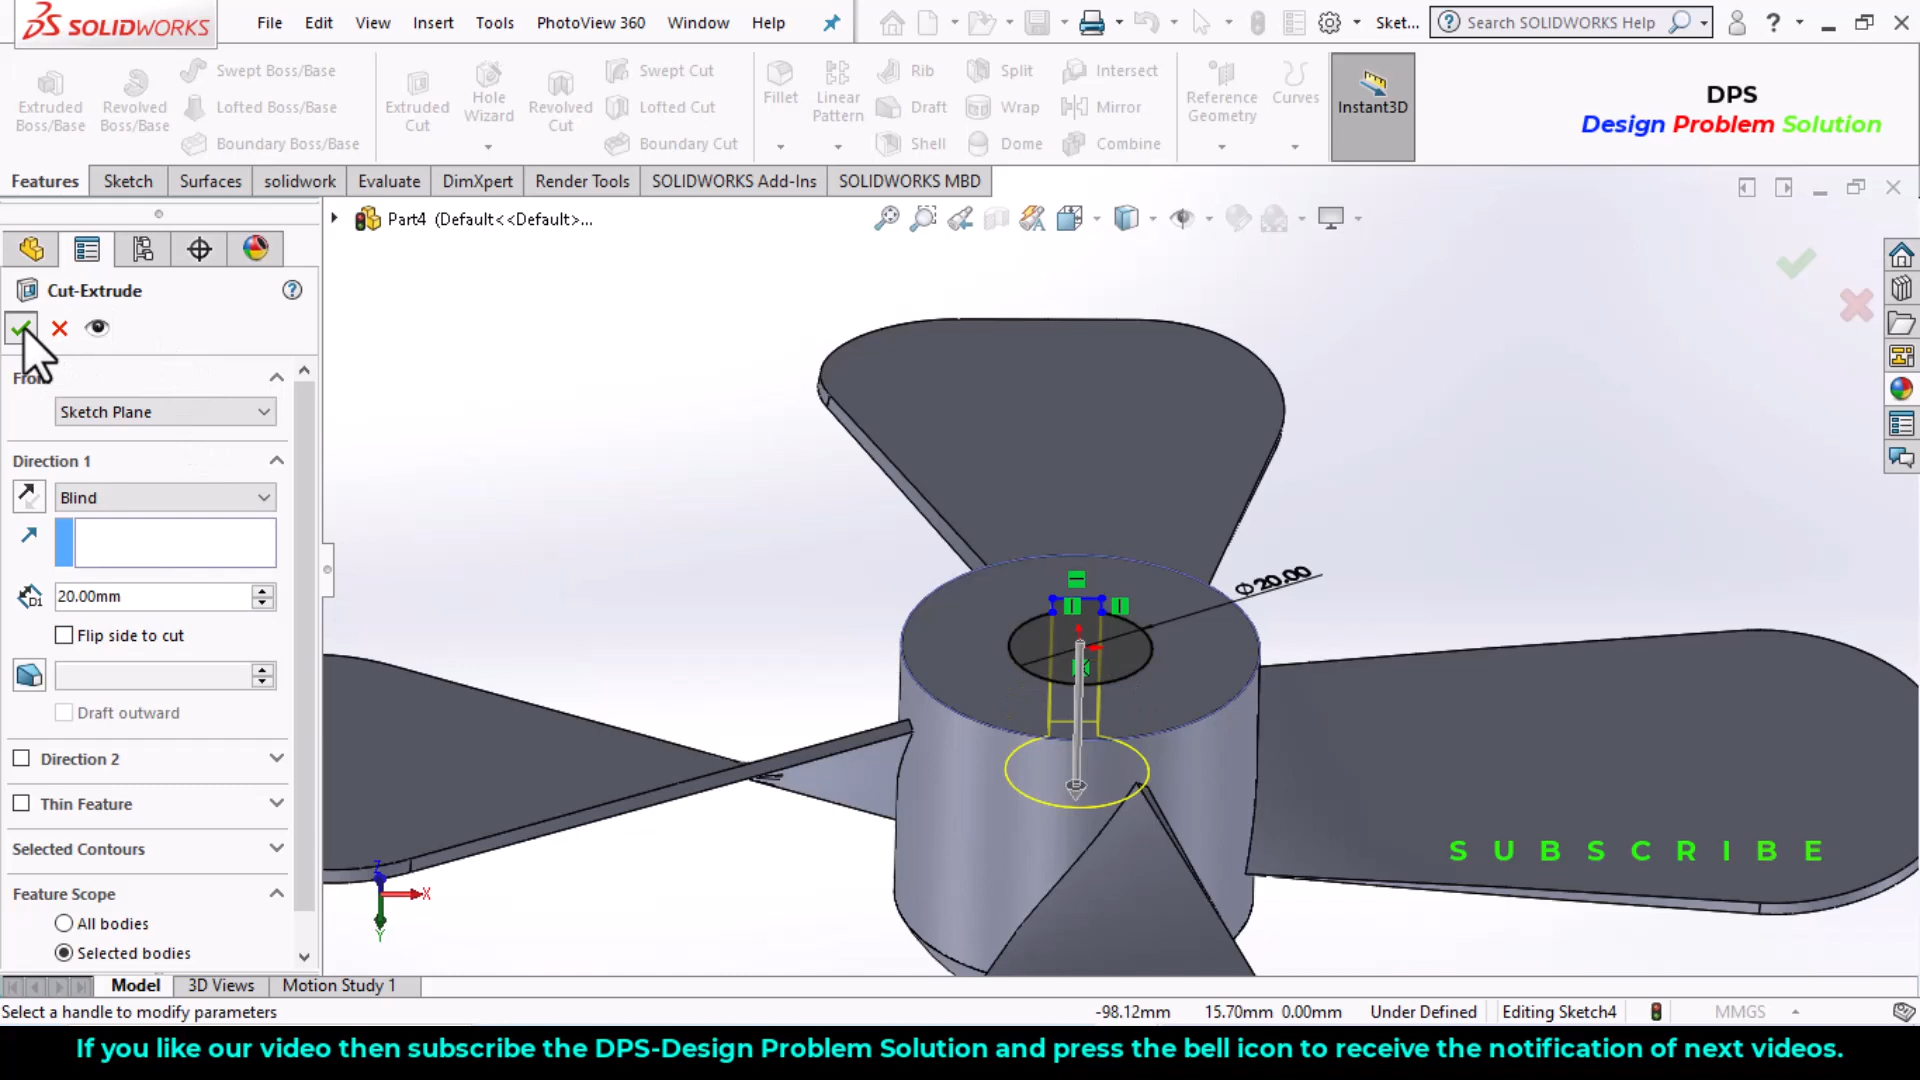 SOLIDWORKS
File Edit View Insert Tools PhotoView 360 Window Help
Sket...
Search SOLIDWORKS Help
Extruded Boss/Base
Revolved Boss/Base
Swept Boss/Base
Lofted Boss/Base
Boundary Boss/Base
Extruded Cut
Hole Wizard
Revolved Cut
Swept Cut
Lofted Cut
Boundary Cut
Fillet
Linear Pattern
Rib
Draft
Shell
Split
Wrap
Dome
Intersect
Mirror
Combine
Reference Geometry
Curves
Instant3D
DPS
Design Problem Solution
Features Sketch Surfaces solidwork Evaluate DimXpert Render Tools SOLIDWORKS Add-Ins SOLIDWORKS MBD
Part4 (Default<<Default>...
Cut-Extrude
Sketch Plane
Direction 1
Blind
D1
20.00mm
Flip side to cut
Draft outward
Direction 2
Thin Feature
Selected Contours
Feature Scope
All bodies
Selected bodies
Φ20.00
Z
X
Y
SUBSCRIBE
Model 3D Views Motion Study 1
Select a handle to modify parameters
-98.12mm 15.70mm 0.00mm Under Defined Editing Sketch4 MMGS
If you like our video then subscribe the DPS-Design Problem Solution and press the bell icon to receive the notification of next videos.